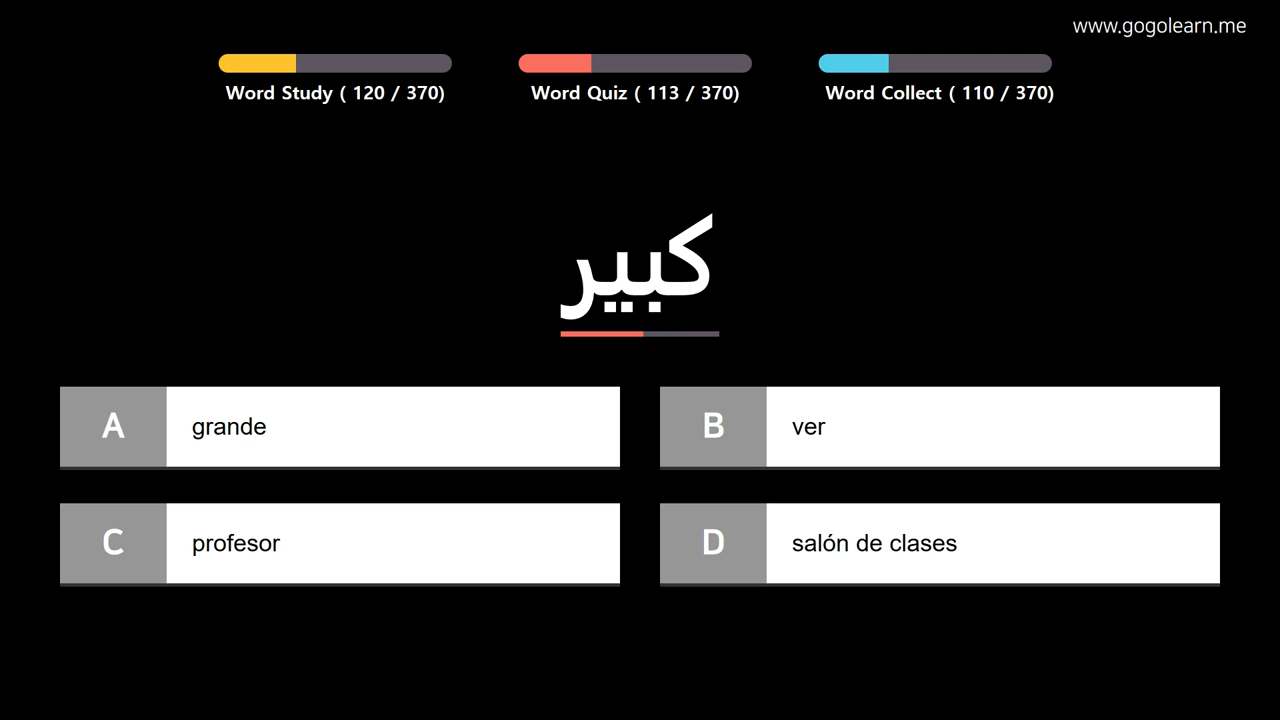 www.gogolearn.me
Word Study ( 120 / 370)
Word Quiz ( 113 / 370)
Word Collect ( 110 / 370)
كبير
A grande
B ver
C profesor
D salón de clases